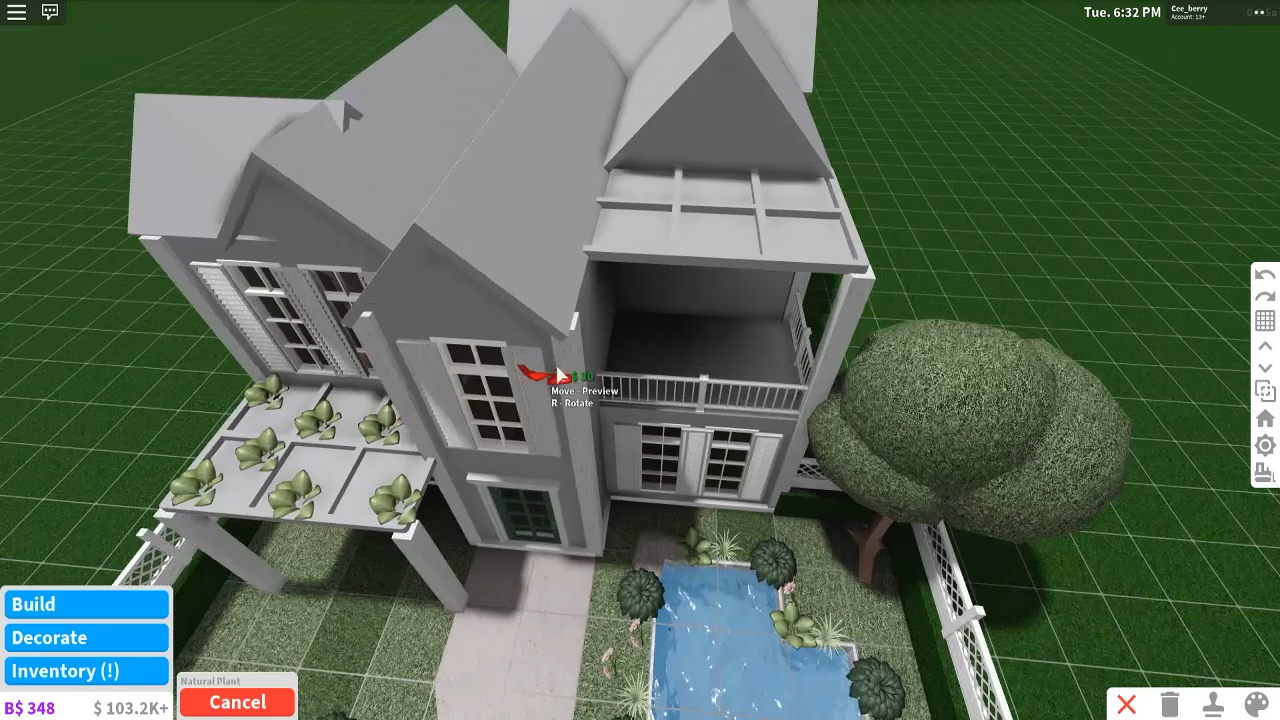 Tue. 6:32 PM
Cee_berry
Account: 13+
$ 30
Move - Preview
R - Rotate
Build
Decorate
Inventory (!)
Natural Plant
Cancel
B$ 348
$ 103.2K+